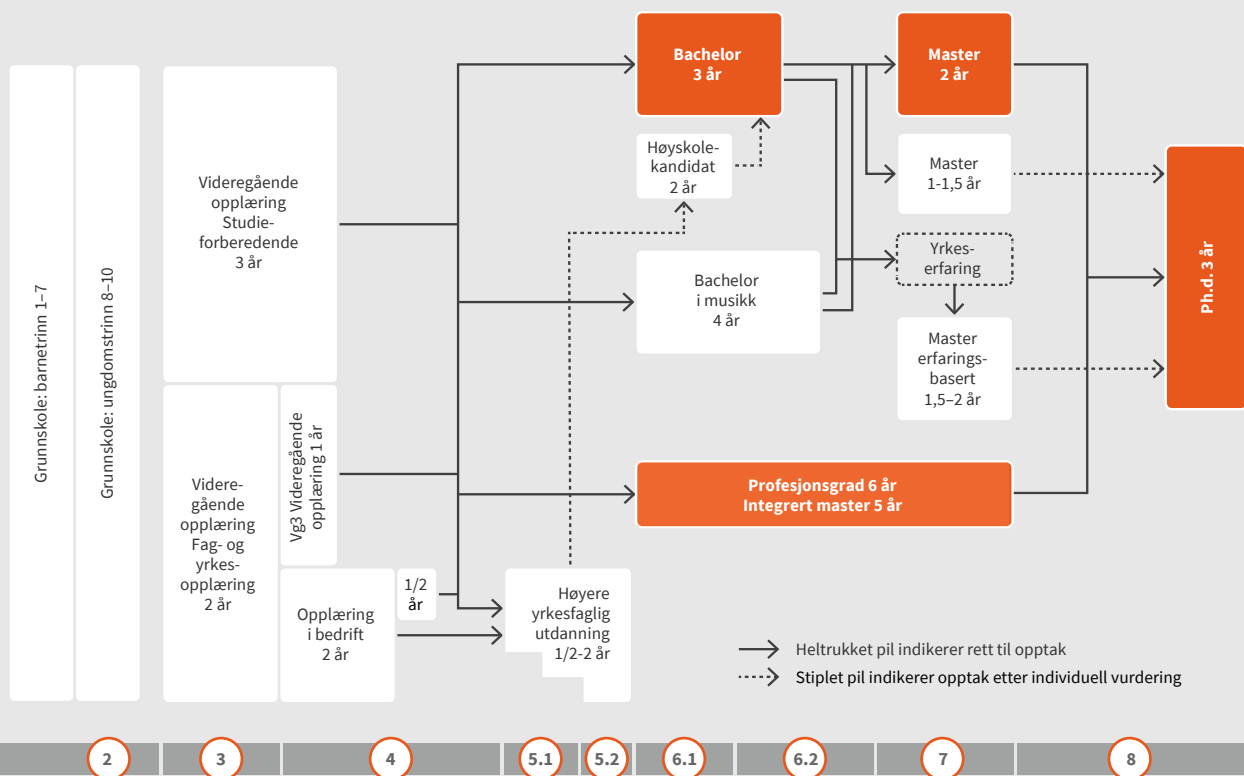 Grunnskole: barnetrinn 1–7
Grunnskole: ungdomstrinn 8–10
Videregående
opplæring
Studie-
forberedende
3 år
Videre-
gående
opplæring
Fag- og
yrkes-
opplæring
2 år
Vg3 Videregående
opplæring 1 år
Opplæring
i bedrift
2 år
1/2
år
Høyere
yrkesfaglig
utdanning
1/2-2 år
Bachelor
3 år
Høyskole-
kandidat
2 år
Bachelor
i musikk
4 år
Master
2 år
Master
1-1,5 år
Yrkes-
erfaring
Master
erfarings-
basert
1,5–2 år
Profesjonsgrad 6 år
Integrert master 5 år
Ph.d. 3 år
Heltrukket pil indikerer rett til opptak
Stiplet pil indikerer opptak etter individuell vurdering
2
3
4
5.1
5.2
6.1
6.2
7
8